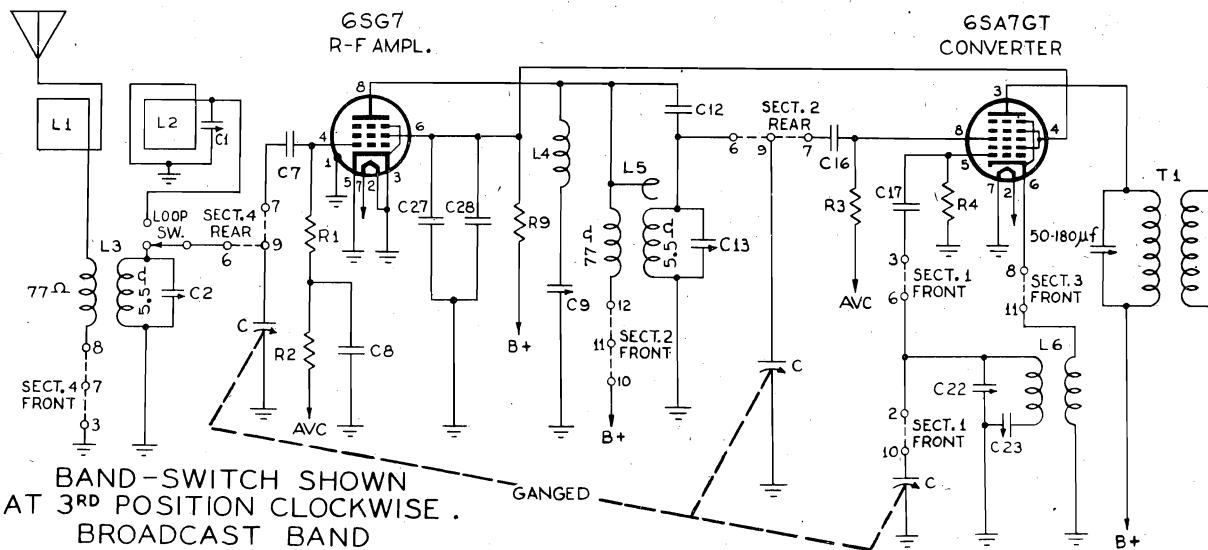 6SG7
R-F AMPL.
6SA7GT
CONVERTER
L1
L2
C1
LOOP
SW.
SECT.4
REAR
7
9
6
L3
77Ω
5.5Ω
C2
8
SECT.4
FRONT
7
3
C
C7
4
1
8
6
5
7
2
3
R1
R2
C8
AVC
C27
C28
R9
B+
L4
C9
L5
77Ω
5.5Ω
C13
12
11
SECT.2
FRONT
10
B+
C12
SECT. 2
REAR
6
9
7
C16
C
R3
AVC
3
8
5
4
7
2
6
C17
R4
3
SECT.1
FRONT
6
8
SECT.3
FRONT
11
L6
C22
C23
2
SECT.1
FRONT
10
C
T1
50-180µf
B+
GANGED
BAND-SWITCH SHOWN
AT 3RD POSITION CLOCKWISE.
BROADCAST BAND